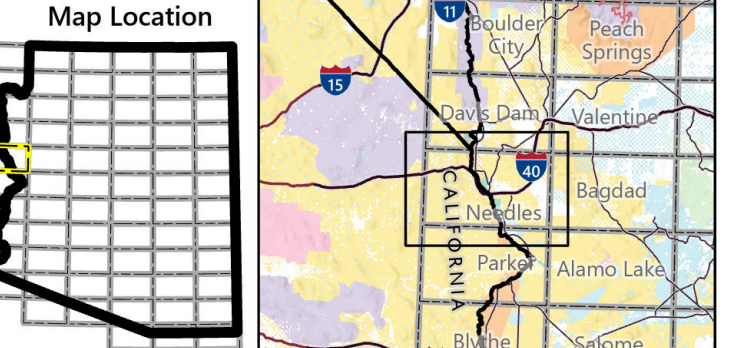 Map Location
11
Boulder
City
Peach
Springs
15
Davis Dam
Valentine
40
CALIFORNIA
Bagdad
Needles
Parker
Alamo Lake
Blythe
Salome